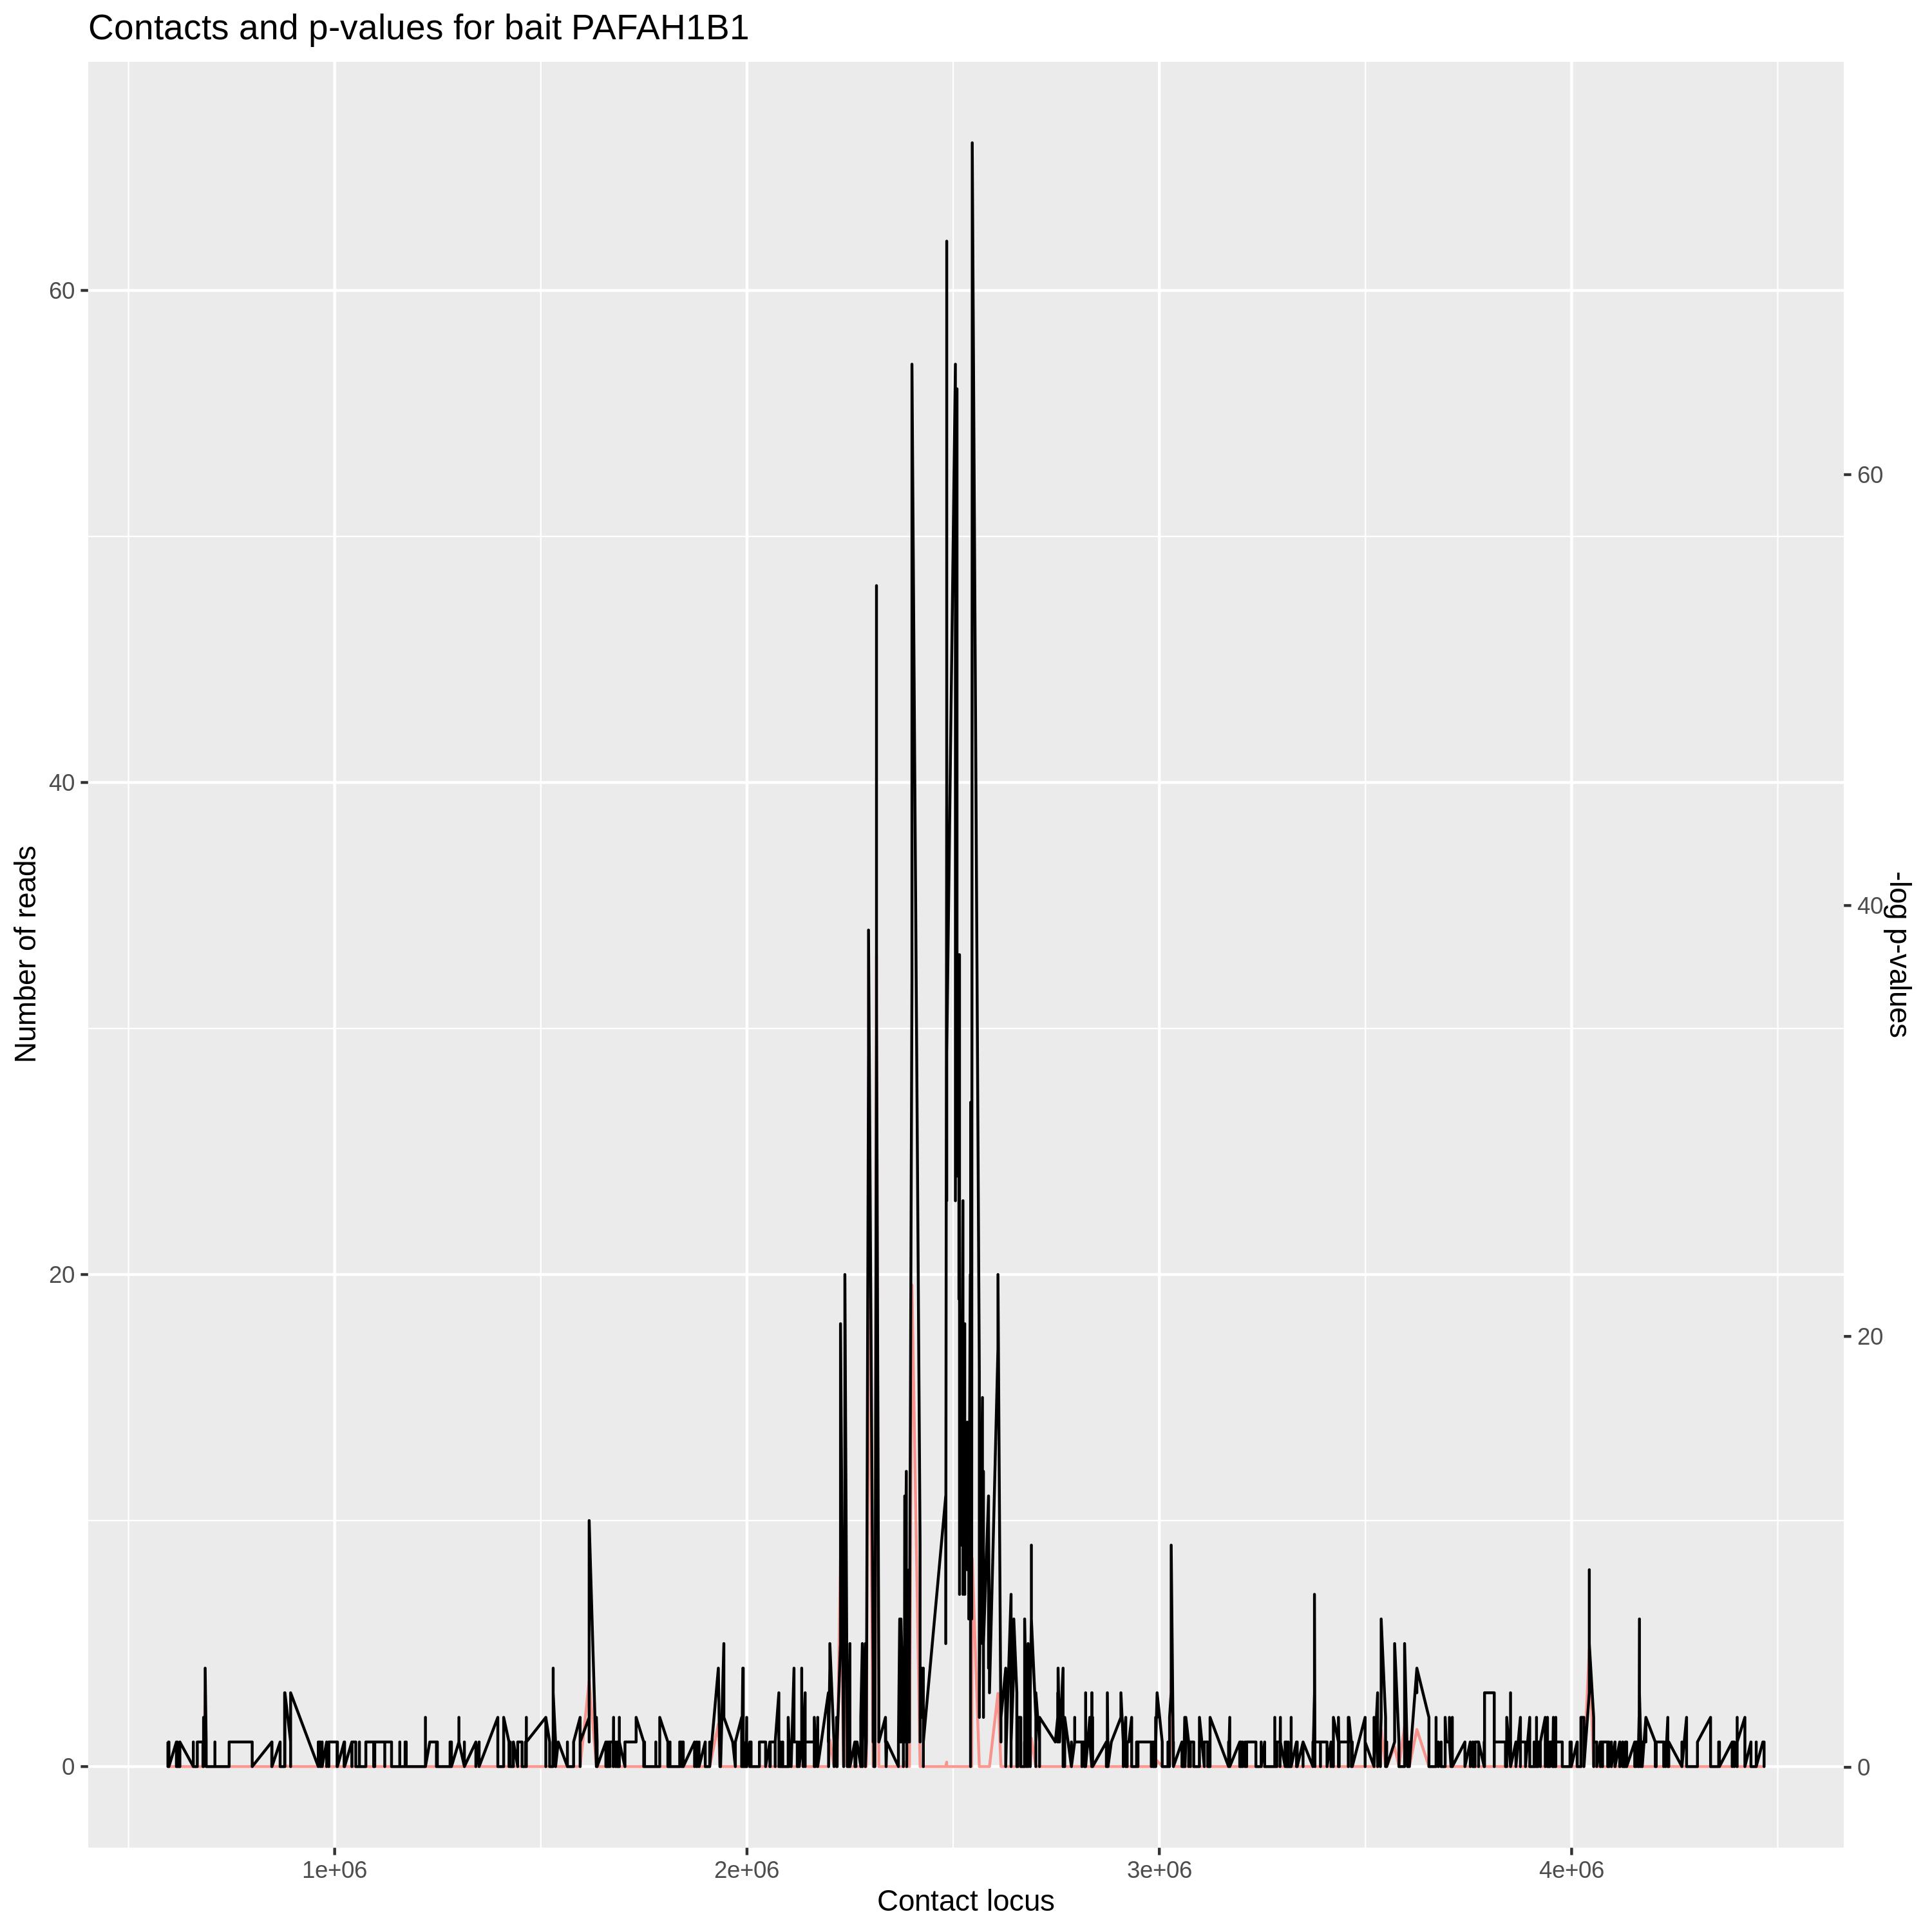 Contacts and p-values for bait PAFAH1B1
60
40
20
0
Number of reads
60
40
20
0
-log p-values
1e+06
2e+06
3e+06
4e+06
Contact locus